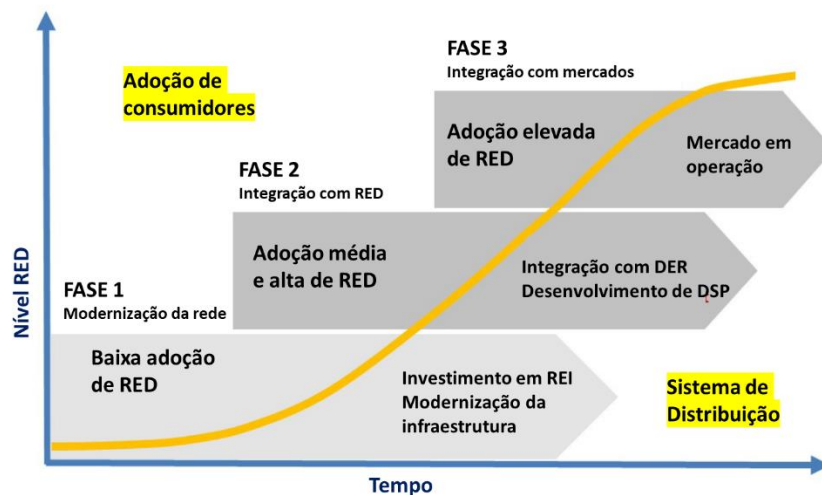 Adoção de
consumidores
FASE 3
Integração com mercados
Adoção elevada
de RED
Mercado em
operação
FASE 2
Integração com RED
Adoção média
e alta de RED
Integração com DER
Desenvolvimento de DSP
FASE 1
Modernização da rede
Baixa adoção
de RED
Investimento em REI
Modernização da
infraestrutura
Sistema de
Distribuição
Nível RED
Tempo